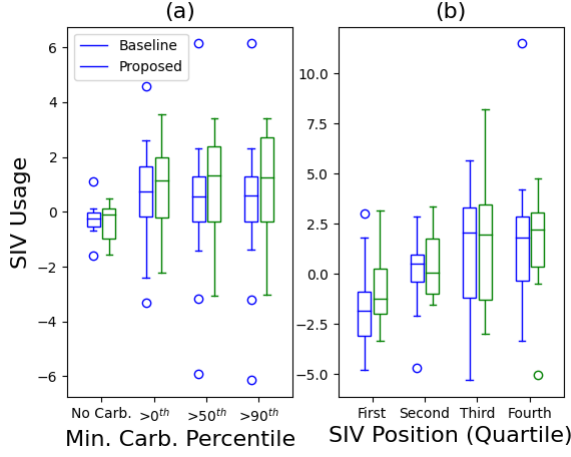 (a)
(b)
Baseline
Proposed
6
4
2
0
−2
−4
−6
SIV Usage
No Carb. >0th >50th >90th
Min. Carb. Percentile
10.0
7.5
5.0
2.5
0.0
−2.5
−5.0
First Second Third Fourth
SIV Position (Quartile)